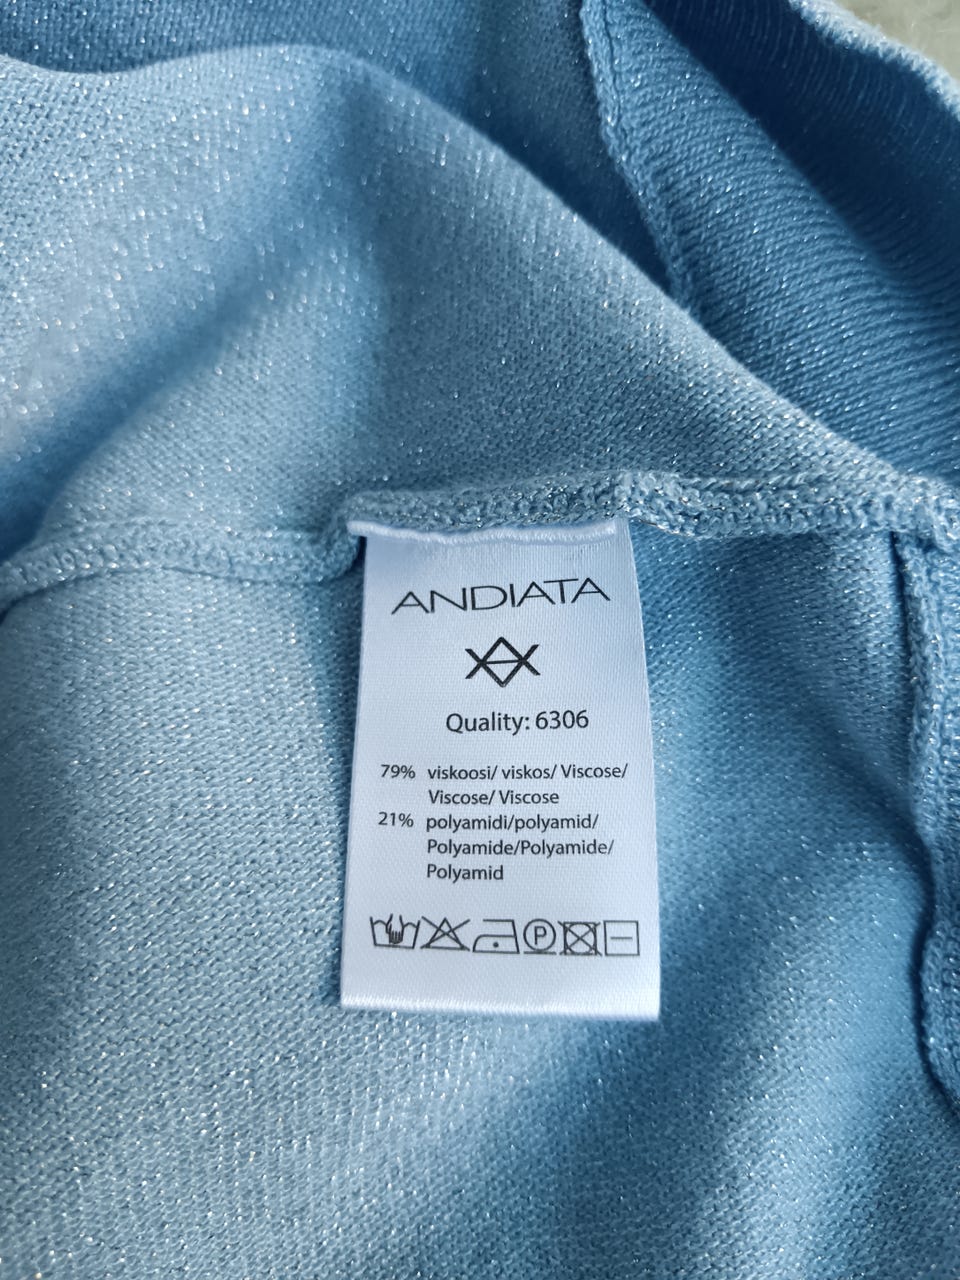 ANDIATA
Quality: 6306
79% viskoosi/ viskos/ Viscose/
Viscose/ Viscose
21% polyamidi/polyamid/
Polyamide/Polyamide/
Polyamid
P